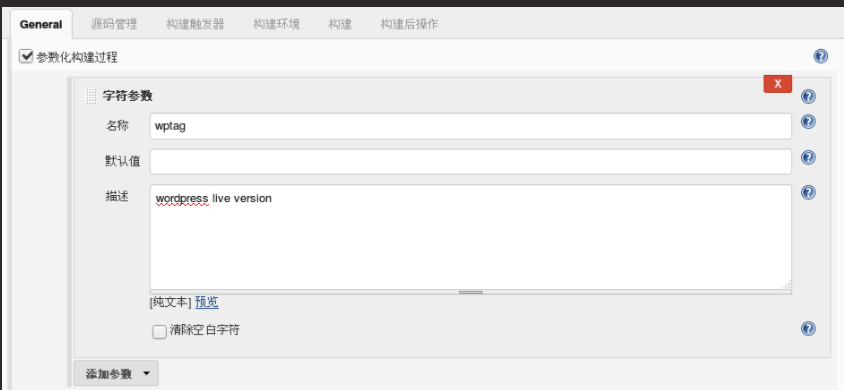 General 源码管理 构建触发器 构建环境 构建 构建后操作
参数化构建过程
X
字符参数
名称 wptag
默认值
描述 wordpress live version
[纯文本] 预览
清除空白字符
添加参数